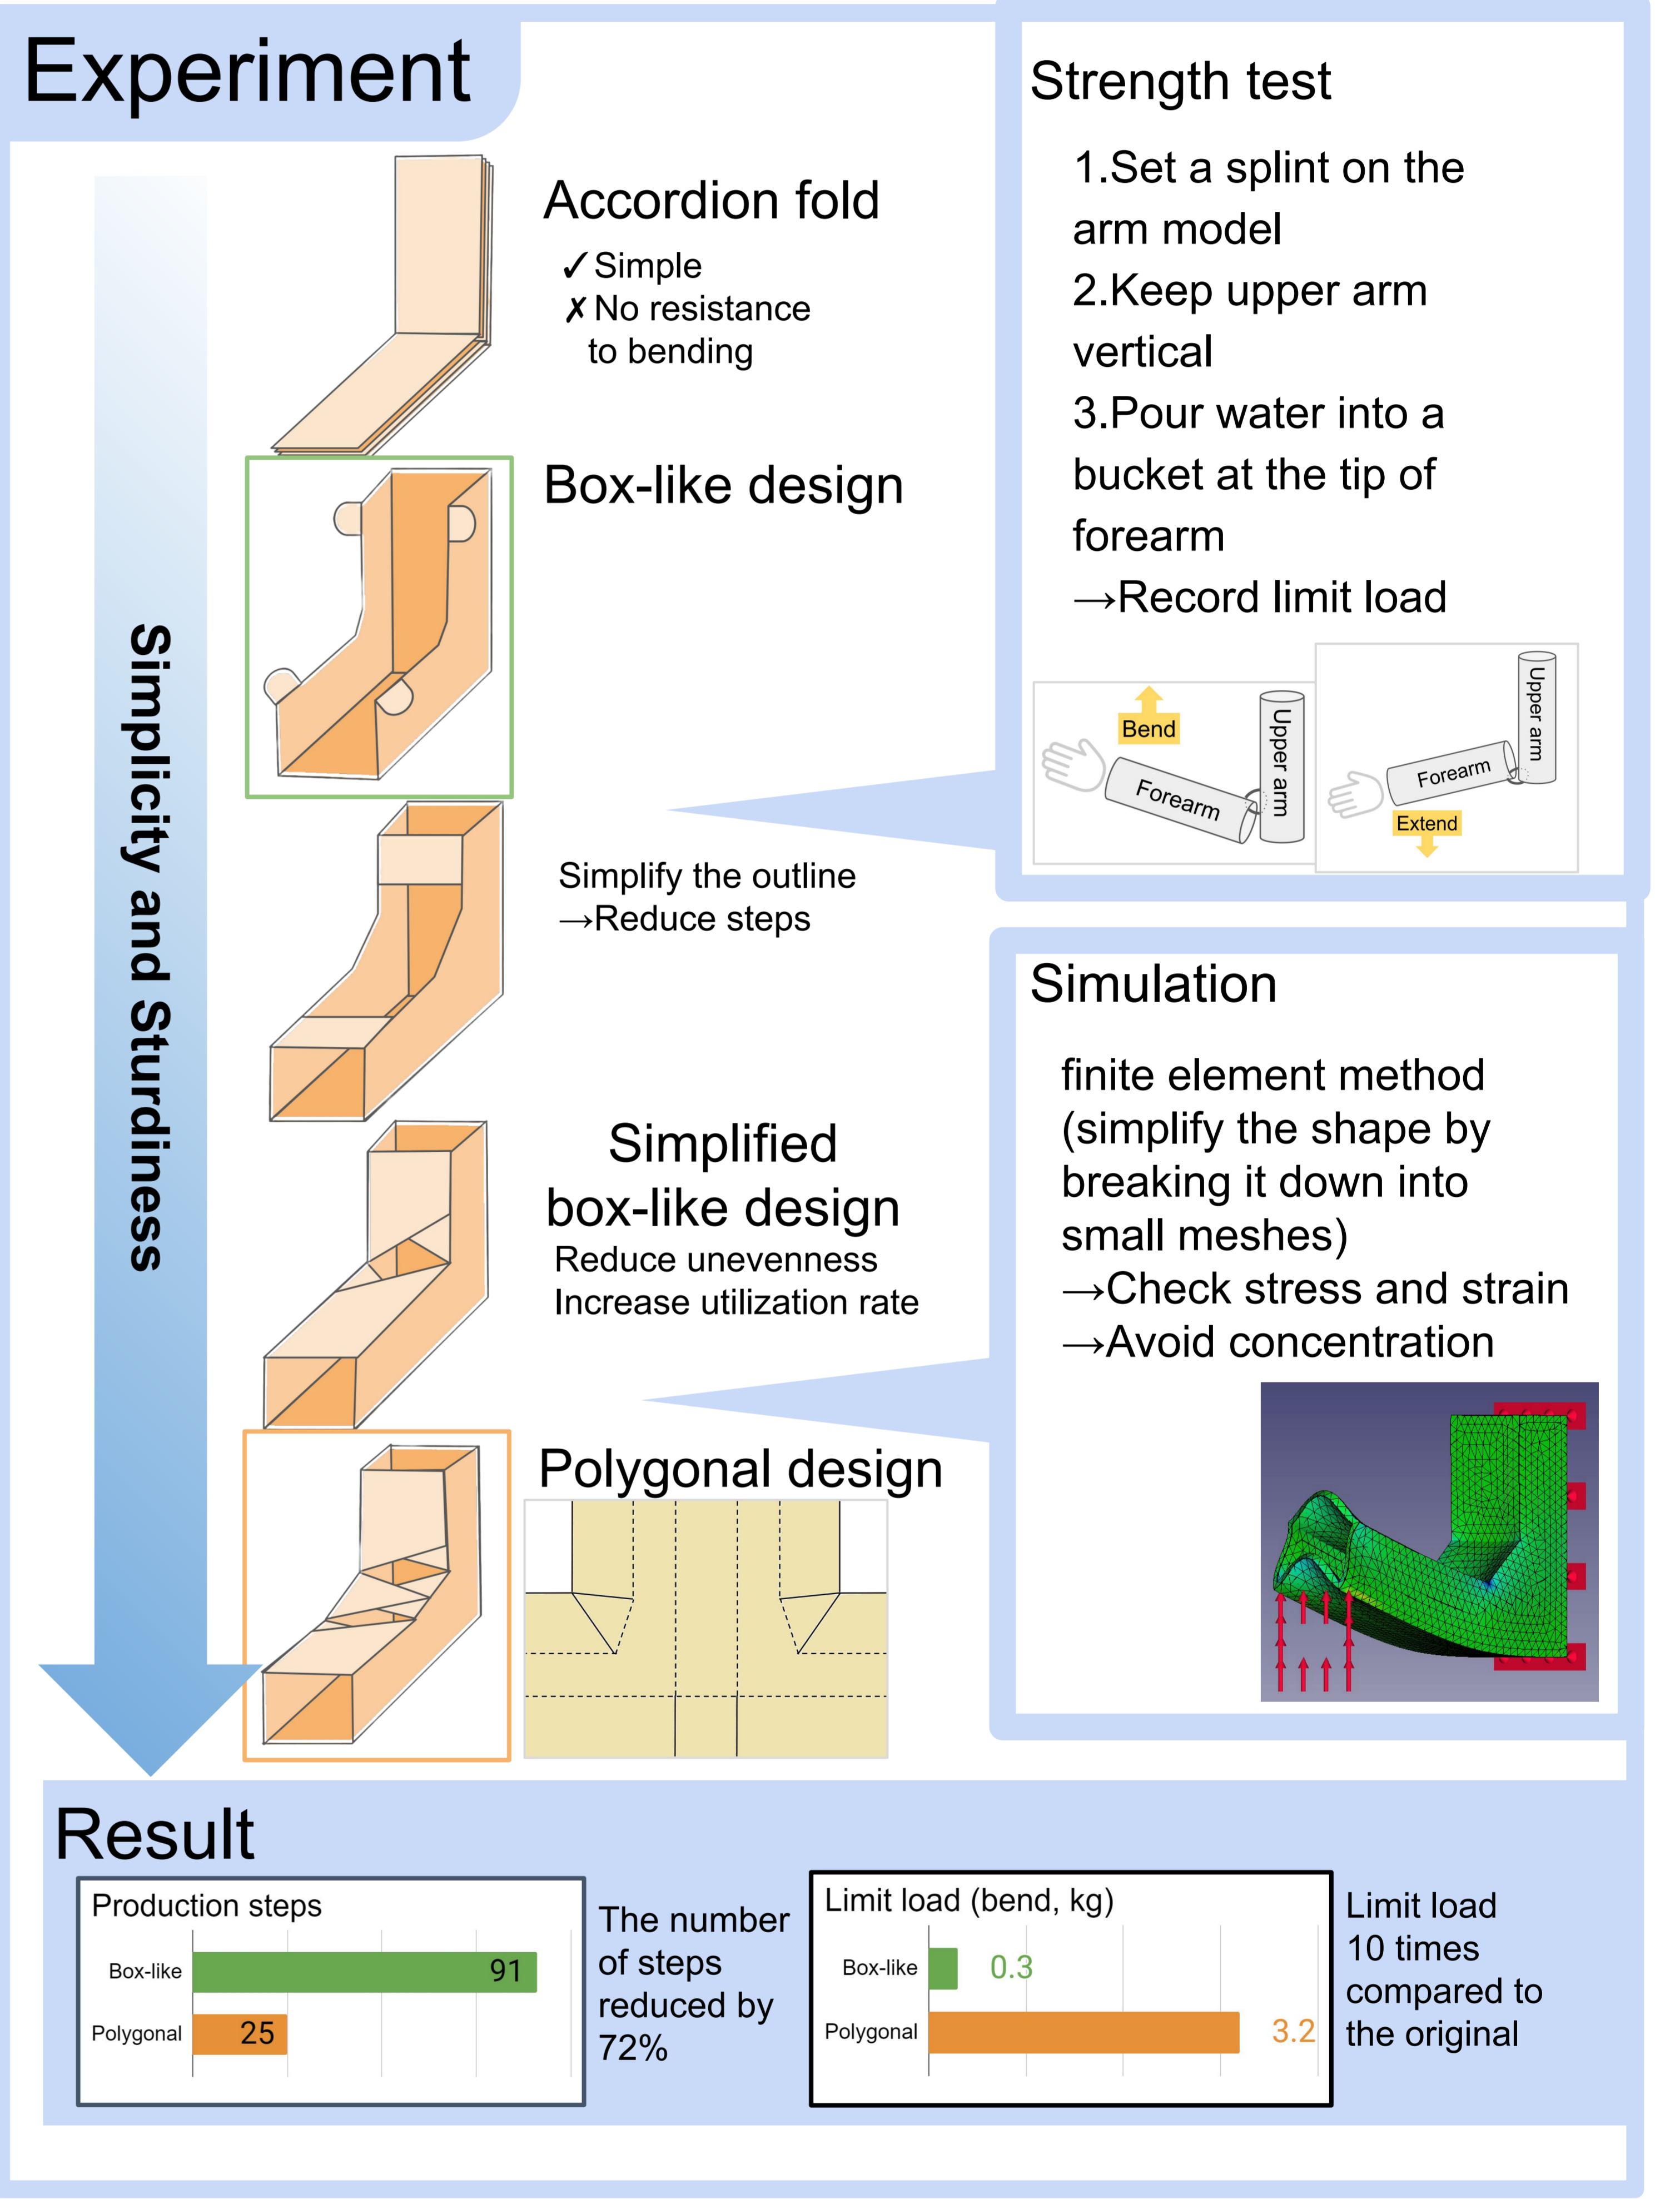 Experiment
Accordion fold
✓Simple
✗No resistance
to bending
Box-like design
Simplify the outline
→Reduce steps
Simplified
box-like design
Reduce unevenness
Increase utilization rate
Polygonal design
Simplicity and Sturdiness
Strength test
1.Set a splint on the
arm model
2.Keep upper arm
vertical
3.Pour water into a
bucket at the tip of
forearm
→Record limit load
Bend
Forearm
Upper arm
Extend
Forearm
Upper arm
Simulation
finite element method
(simplify the shape by
breaking it down into
small meshes)
→Check stress and strain
→Avoid concentration
Result
Production steps
Box-like 91
Polygonal 25
The number
of steps
reduced by
72%
Limit load (bend, kg)
Box-like 0.3
Polygonal 3.2
Limit load
10 times
compared to
the original